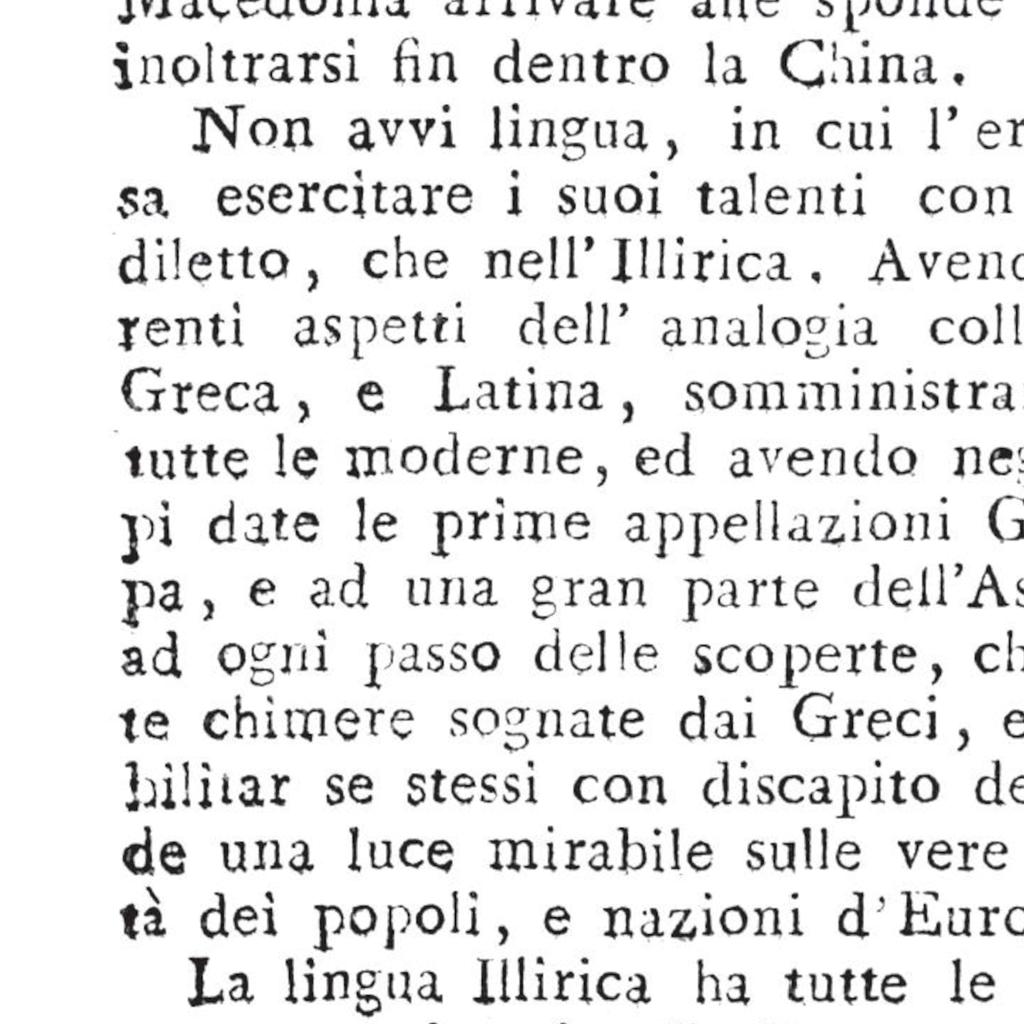 Macedonia arrivare alle sponde
inoltrarsi fin dentro la China.
Non avvi lingua, in cui l'
sa esercitare i suoi talenti con
diletto, che nell'Illirica. Avend
renti aspetti dell' analogia coll
Greca, e Latina, somministra
tutte le moderne, ed avendo ne
pi date le prime appellazioni G
pa, e ad una gran parte dell'As
ad ogni passo delle scoperte, ch
te chimere sognate dai Greci, e
bilitar se stessi con discapito de
de una luce mirabile sulle vere
tà dei popoli, e nazioni d'Euro
La lingua Illirica ha tutte le